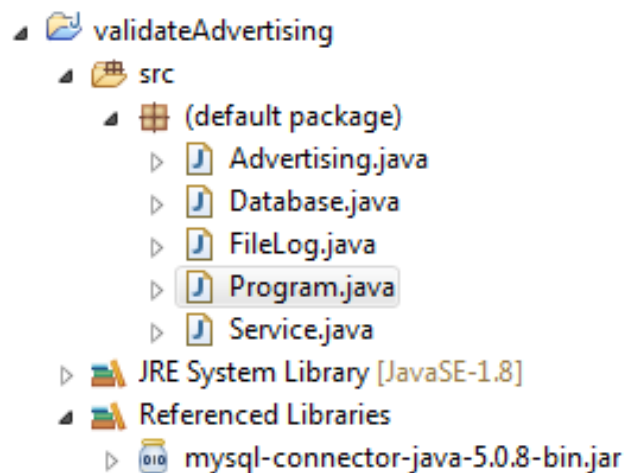 validateAdvertising
src
(default package)
Advertising.java
Database.java
FileLog.java
Program.java
Service.java
JRE System Library [JavaSE-1.8]
Referenced Libraries
mysql-connector-java-5.0.8-bin.jar